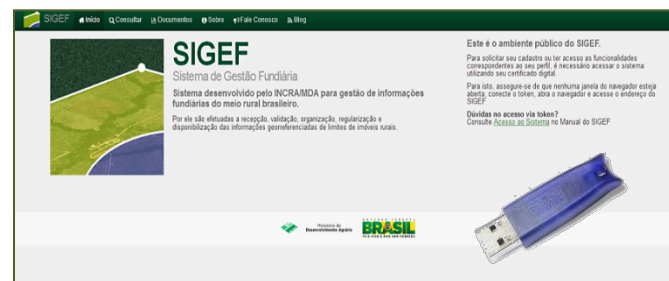 SIGEF Início Consultar Documentos Sobre Fale Conosco Blog
SIGEF
Sistema de Gestão Fundiária
Sistema desenvolvido pelo INCRA/MDA para gestão de informações
fundiárias do meio rural brasileiro.
Por ele são efetuadas a recepção, validação, organização, regularização e
disponibilização das informações georreferenciadas de limites de imóveis rurais.
Este é o ambiente público do SIGEF.
Para solicitar seu cadastro ou ter acesso as funcionalidades
correspondentes ao seu perfil, é necessário acessar o sistema
utilizando seu certificado digital.
Para isto, assegure-se de que nenhuma janela do navegador esteja
aberta, conecte o token, abra o navegador e acesse o endereço do
SIGEF
Dúvidas no acesso via token?
Consulte Acesso ao Sistema no Manual do SIGEF
Ministério do
Desenvolvimento Agrário
GOVERNO FEDERAL
BRASIL